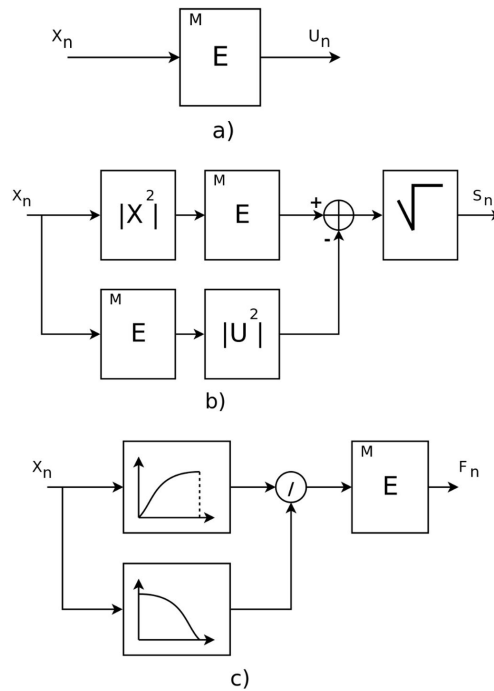 M
X_n E U_n
a)
X_n |X^2| M E + - √ S_n
M E |U^2|
b)
X_n / M E F_n
c)